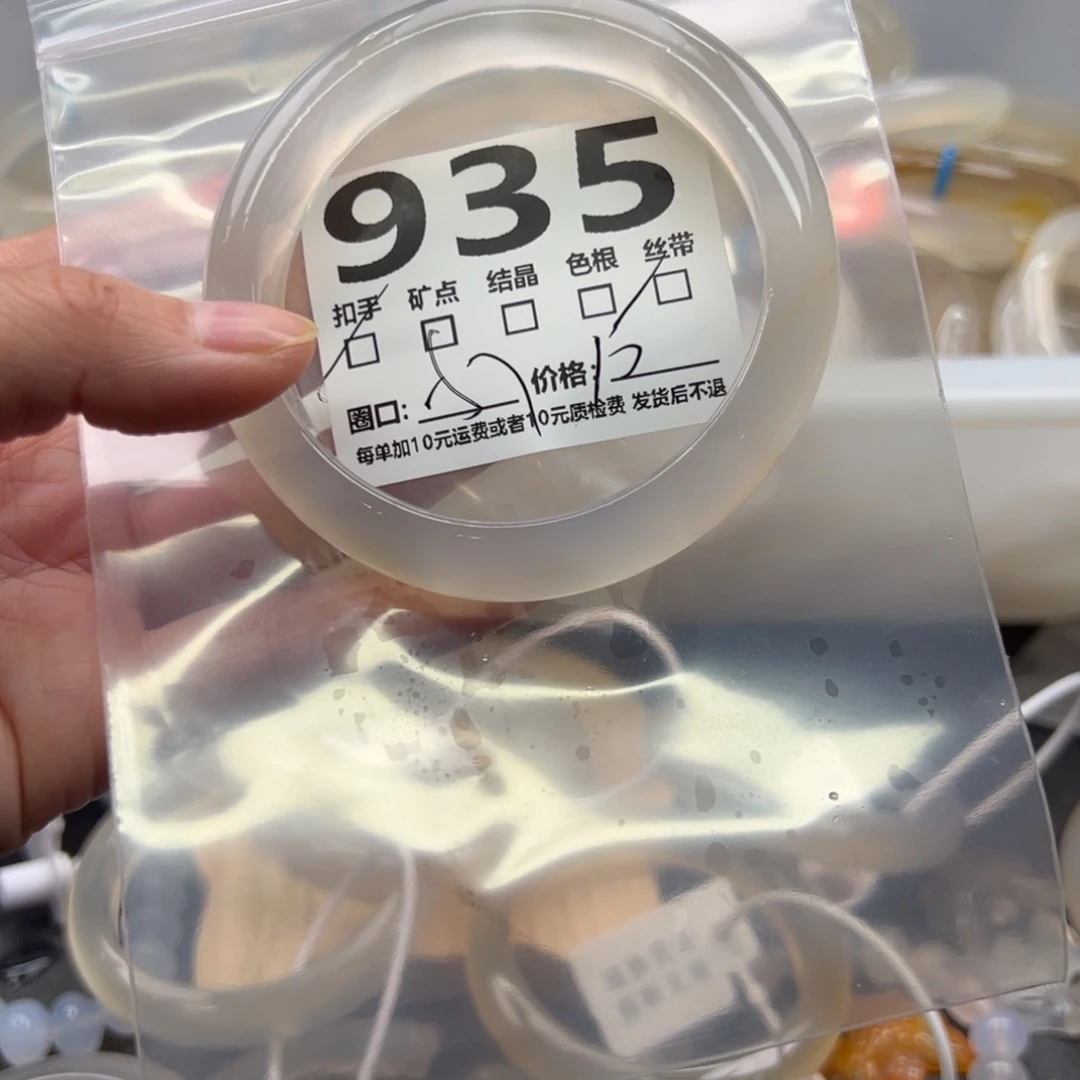 935
扣手 矿点 结晶 色根 丝带
圈口: 价格: 12
每单加10元运费或者10元质检费 发货后不退